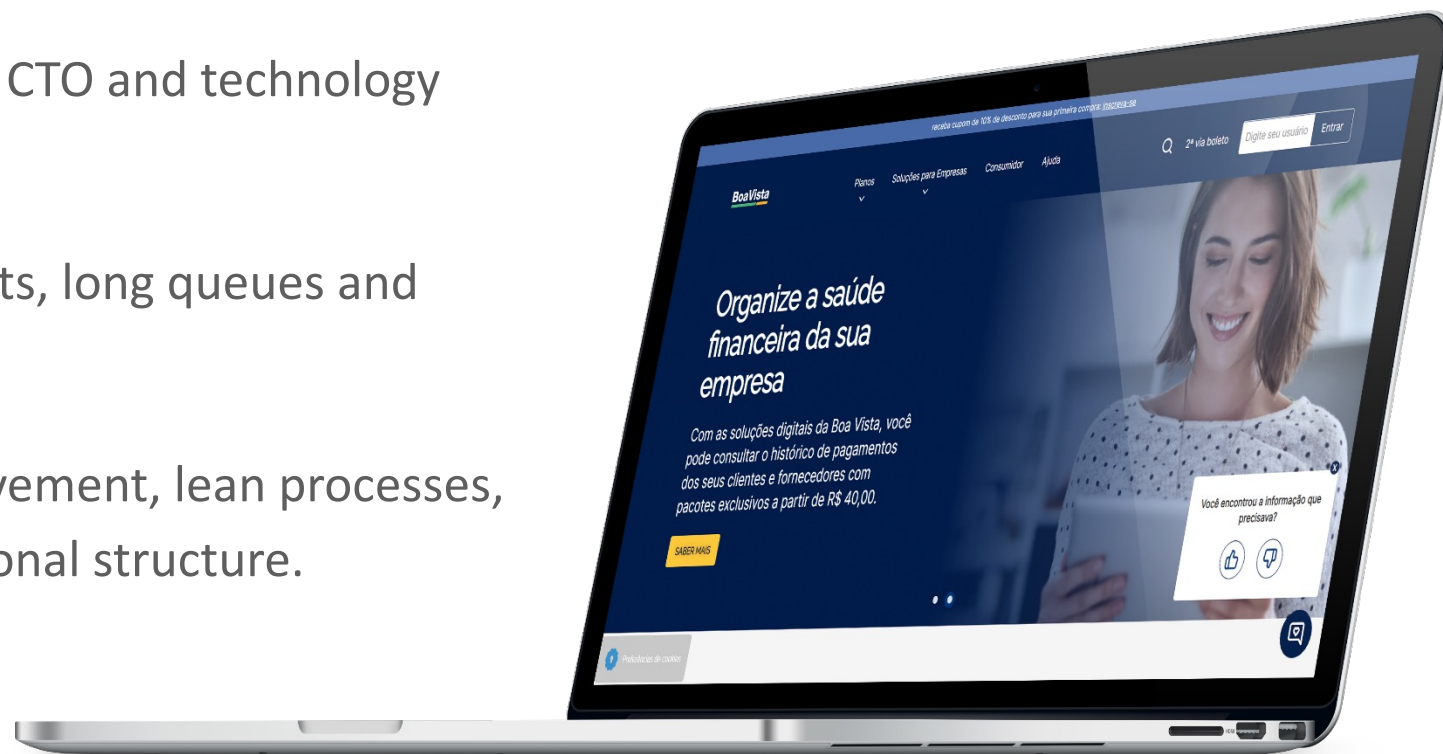 CTO and technology
ts, long queues and
vement, lean processes,
onal structure.
receba cupom de 10% de desconto para sua primeira compra: inscreva-se
BoaVista
Planos
Soluções para Empresas
Consumidor
Ajuda
2ª via boleto
Digite seu usuário
Entrar
Organize a saúde
financeira da sua
empresa
Com as soluções digitais da Boa Vista, você
pode consultar o histórico de pagamentos
dos seus clientes e fornecedores com
pacotes exclusivos a partir de R$ 40,00.
SABER MAIS
x
Você encontrou a informação que
precisava?
Preferências de cookies